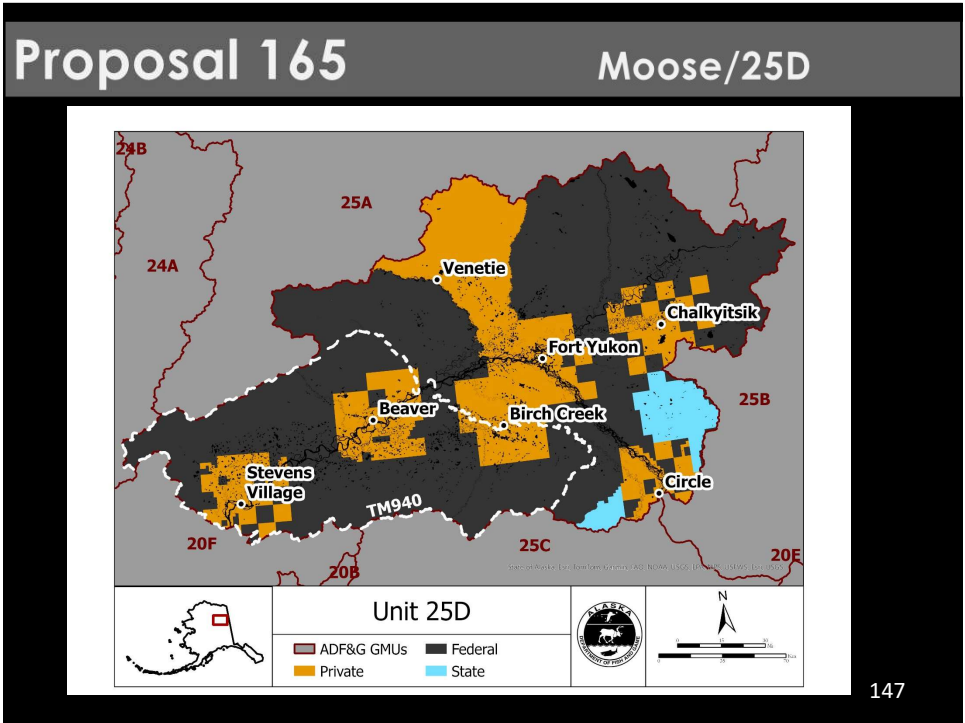 Proposal 165
Moose/25D
24B
25A
24A
Venetie
Chalkyitsik
Fort Yukon
25B
Beaver
Birch Creek
Stevens
Village
Circle
TM940
20F
25C
20B
20E
Unit 25D
ADF&G GMUs
Federal
Private
State
ALASKA
DEPARTMENT OF FISH AND GAME
N
147